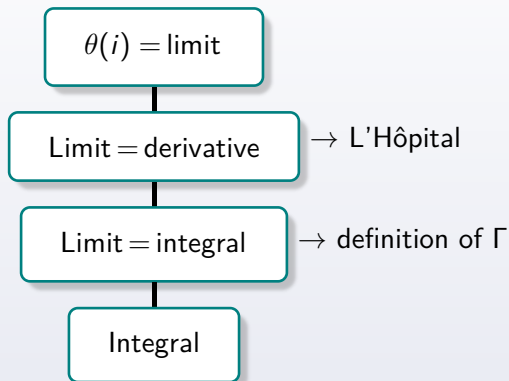 θ(i) = limit
Limit = derivative → L'Hôpital
Limit = integral → definition of Γ
Integral